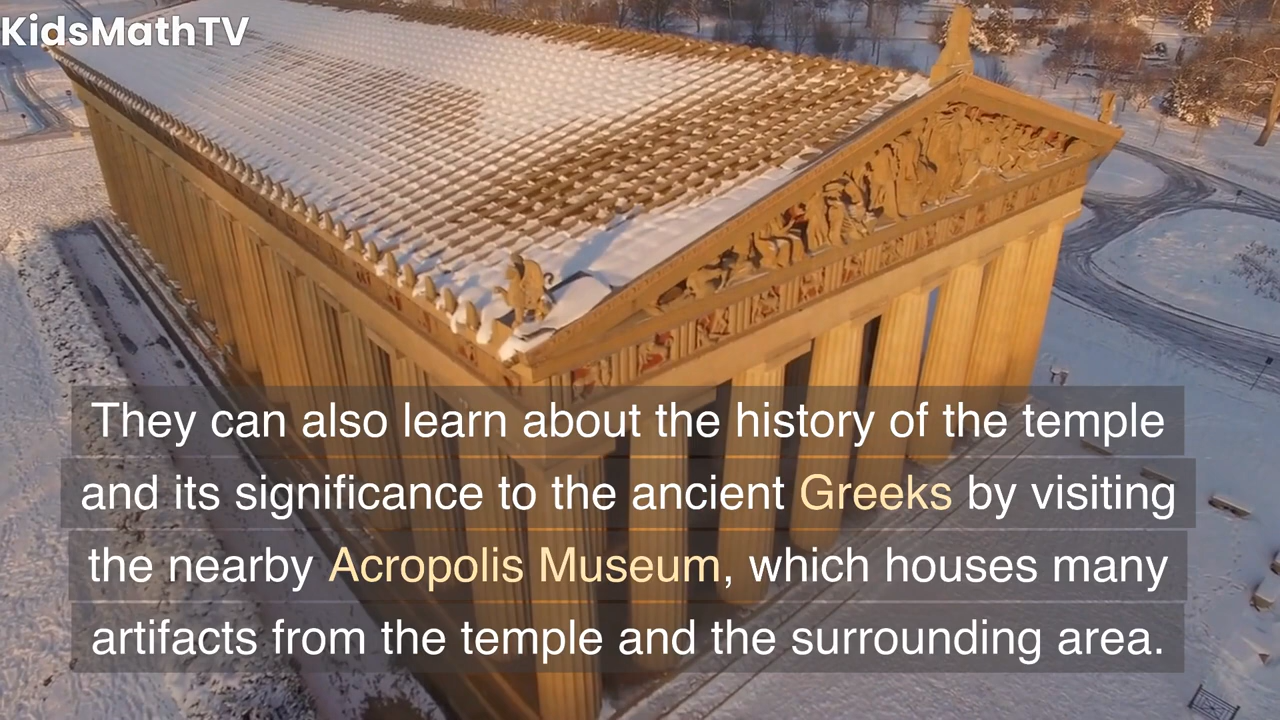 KidsMathTV
They can also learn about the history of the temple
and its significance to the ancient Greeks by visiting
the nearby Acropolis Museum, which houses many
artifacts from the temple and the surrounding area.